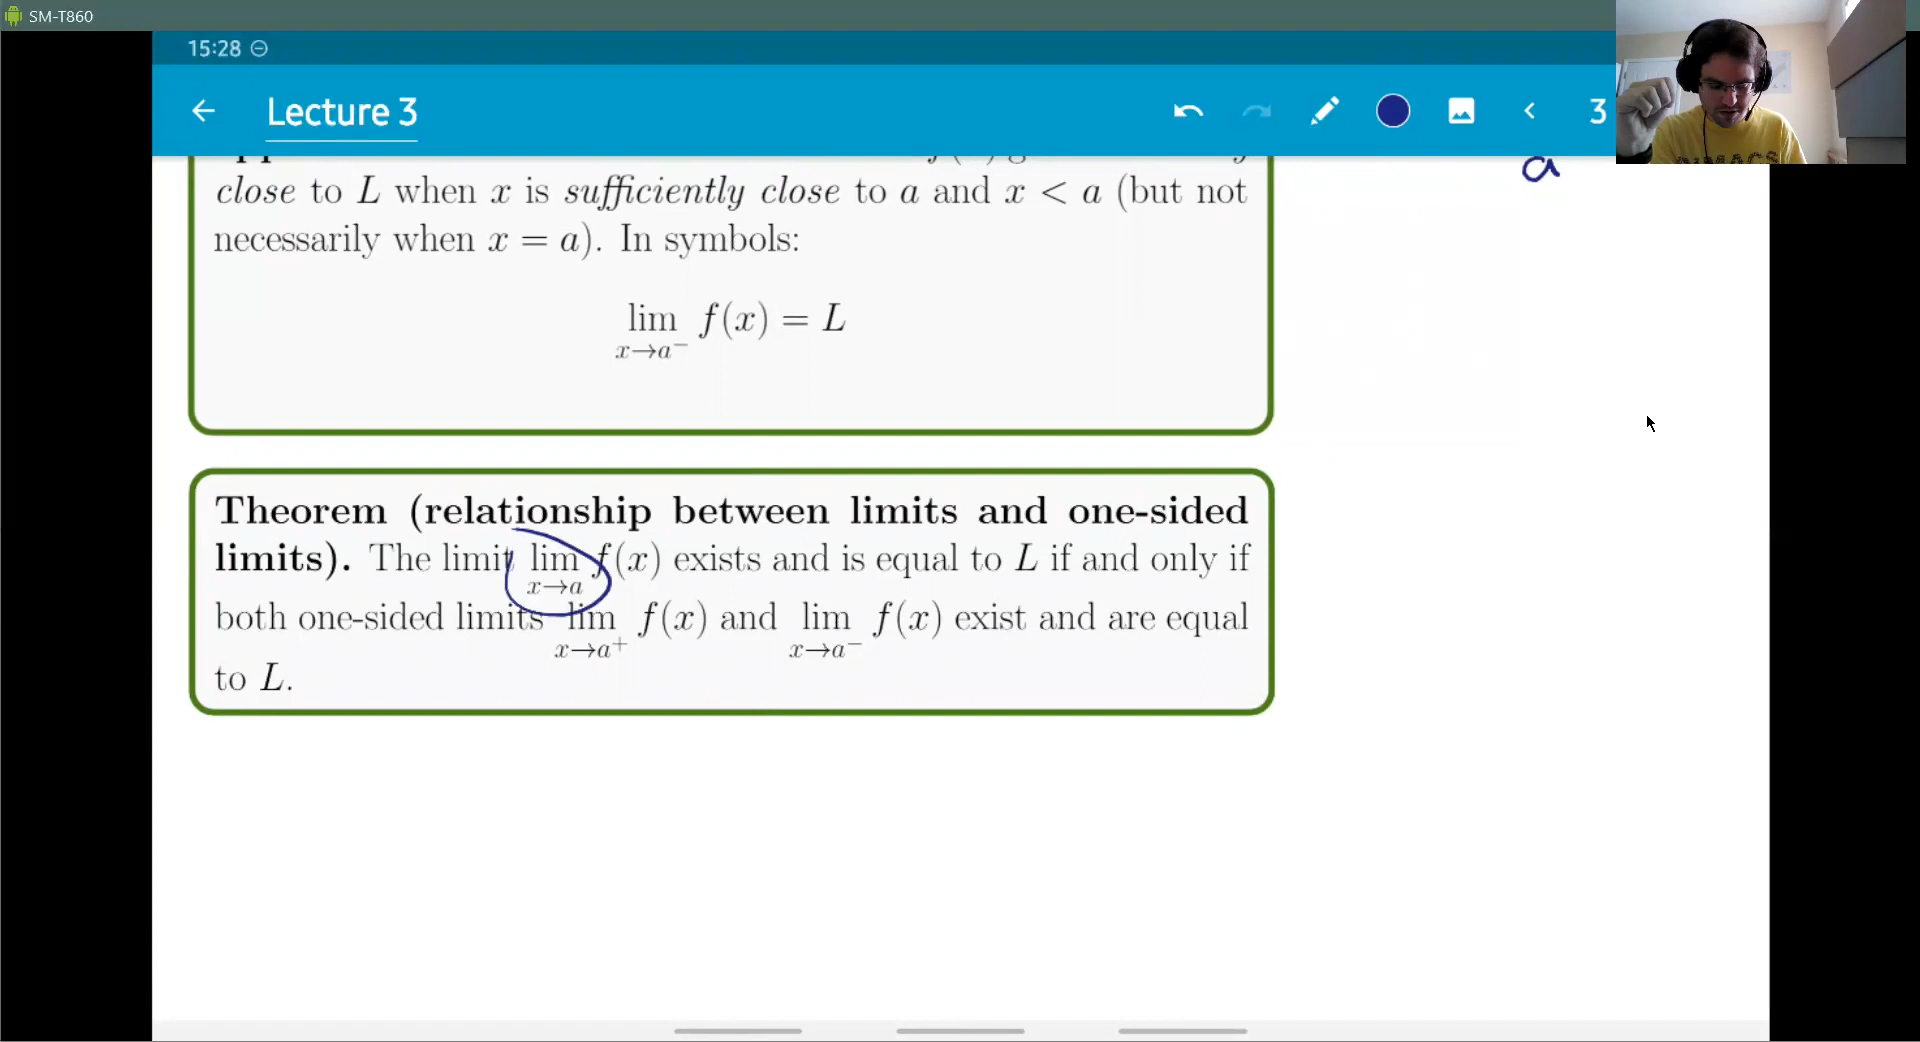 SM-T860
15:28
Lecture 3
3
a
close to L when x is sufficiently close to a and x < a (but not
necessarily when x = a). In symbols:
lim f(x) = L
x→a⁻
Theorem (relationship between limits and one-sided
limits). The limit lim f(x) exists and is equal to L if and only if
x→a
both one-sided limits lim f(x) and lim f(x) exist and are equal
x→a⁺ x→a⁻
to L.